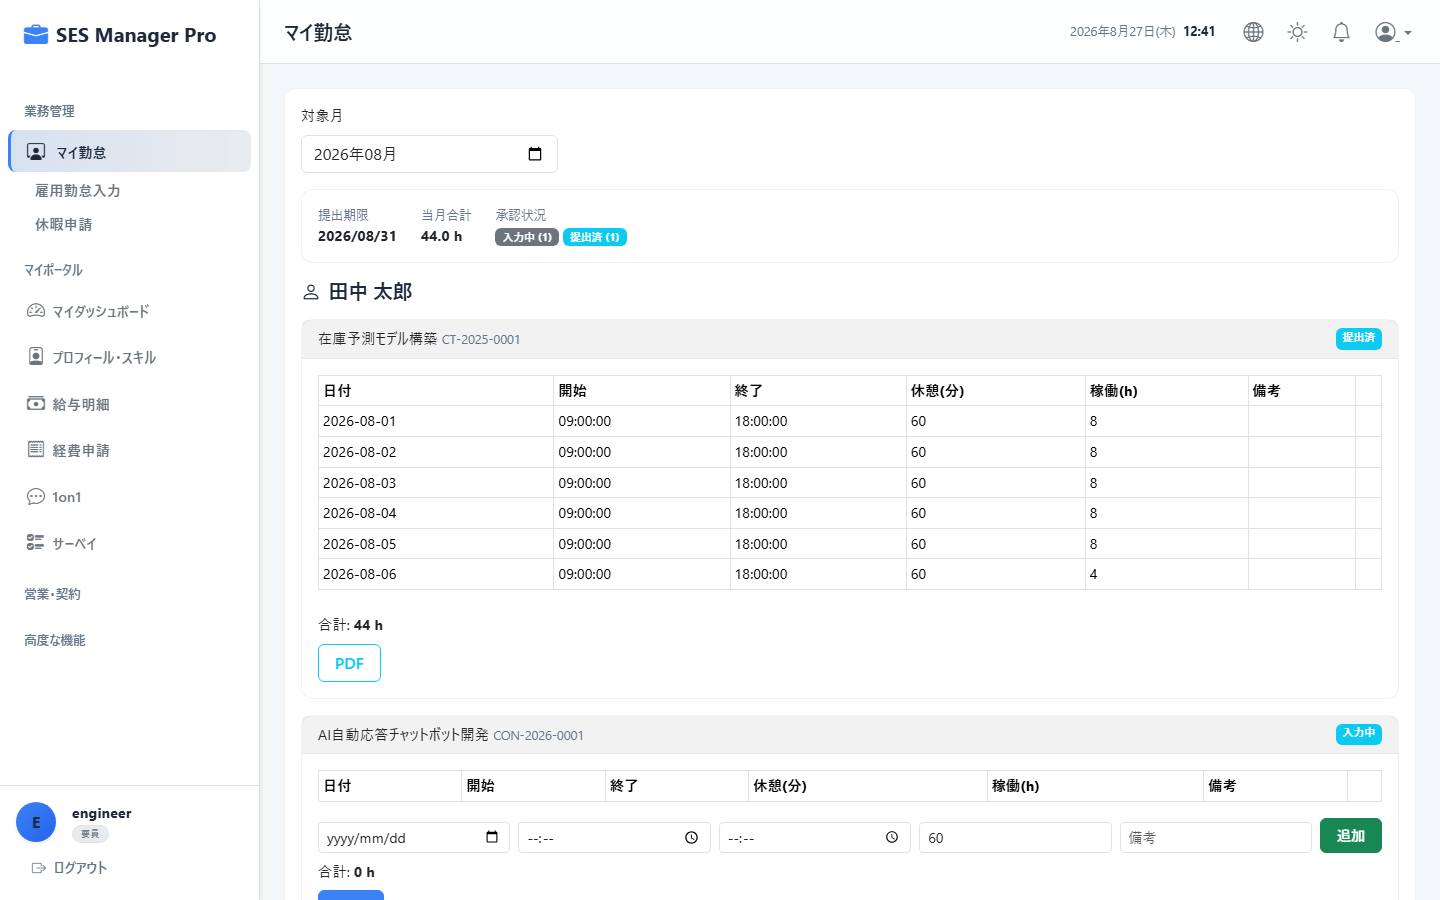 SES Manager Pro
マイ勤怠
2026年8月27日(木) 12:41
業務管理
マイ勤怠
雇用勤怠入力
休暇申請
マイポータル
マイダッシュボード
プロフィール・スキル
給与明細
経費申請
1on1
サーベイ
営業・契約
高度な機能
E
engineer
要員
ログアウト
対象月
2026年08月
提出期限 当月合計 承認状況
2026/08/31 44.0 h 入力中 (1) 提出済 (1)
田中 太郎
在庫予測モデル構築 CT-2025-0001 提出済
日付 開始 終了 休憩(分) 稼働(h) 備考
2026-08-01 09:00:00 18:00:00 60 8
2026-08-02 09:00:00 18:00:00 60 8
2026-08-03 09:00:00 18:00:00 60 8
2026-08-04 09:00:00 18:00:00 60 8
2026-08-05 09:00:00 18:00:00 60 8
2026-08-06 09:00:00 18:00:00 60 4
合計: 44 h
PDF
AI自動応答チャットボット開発 CON-2026-0001 入力中
日付 開始 終了 休憩(分) 稼働(h) 備考
yyyy/mm/dd --:-- --:-- 60 備考 追加
合計: 0 h